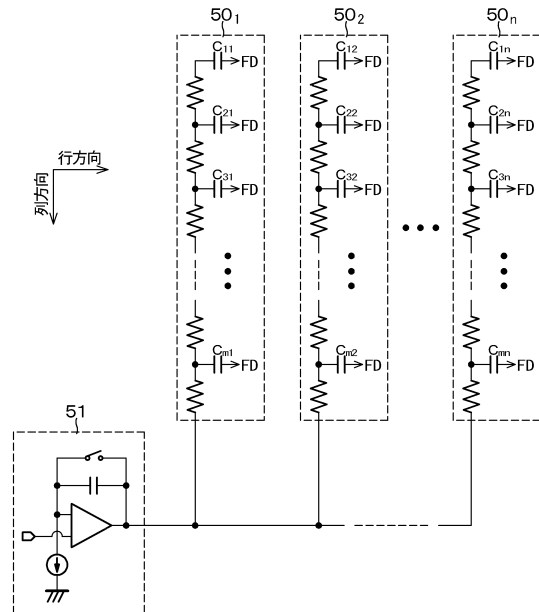 50₁ 50₂ 50ₙ
C₁₁ FD C₁₂ FD C₁ₙ FD
C₂₁ FD C₂₂ FD C₂ₙ FD
行方向
列方向
C₃₁ FD C₃₂ FD C₃ₙ FD
Cₘ₁ FD Cₘ₂ FD Cₘₙ FD
51